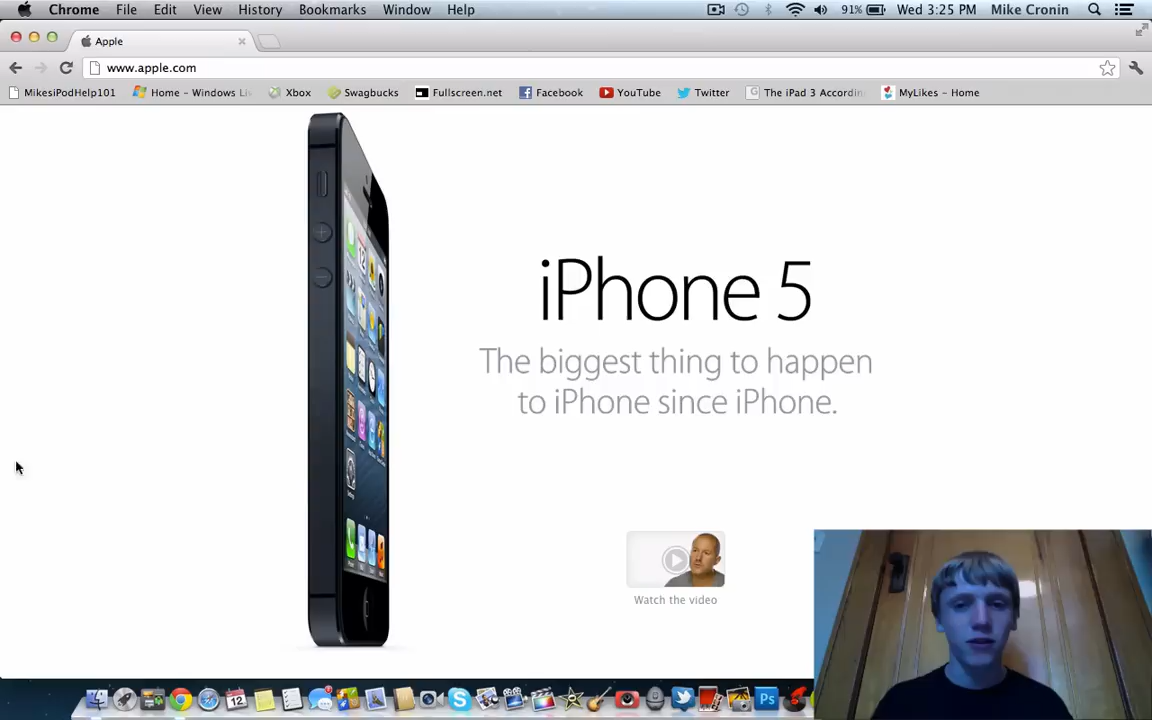 Chrome File Edit View History Bookmarks Window Help 91% Wed 3:25 PM Mike Cronin
Apple
www.apple.com
MikesiPodHelp101 Home - Windows Li Xbox Swagbucks Fullscreen.net Facebook YouTube Twitter The iPad 3 Accordin MyLikes - Home
iPhone 5
The biggest thing to happen
to iPhone since iPhone.
Watch the video
12